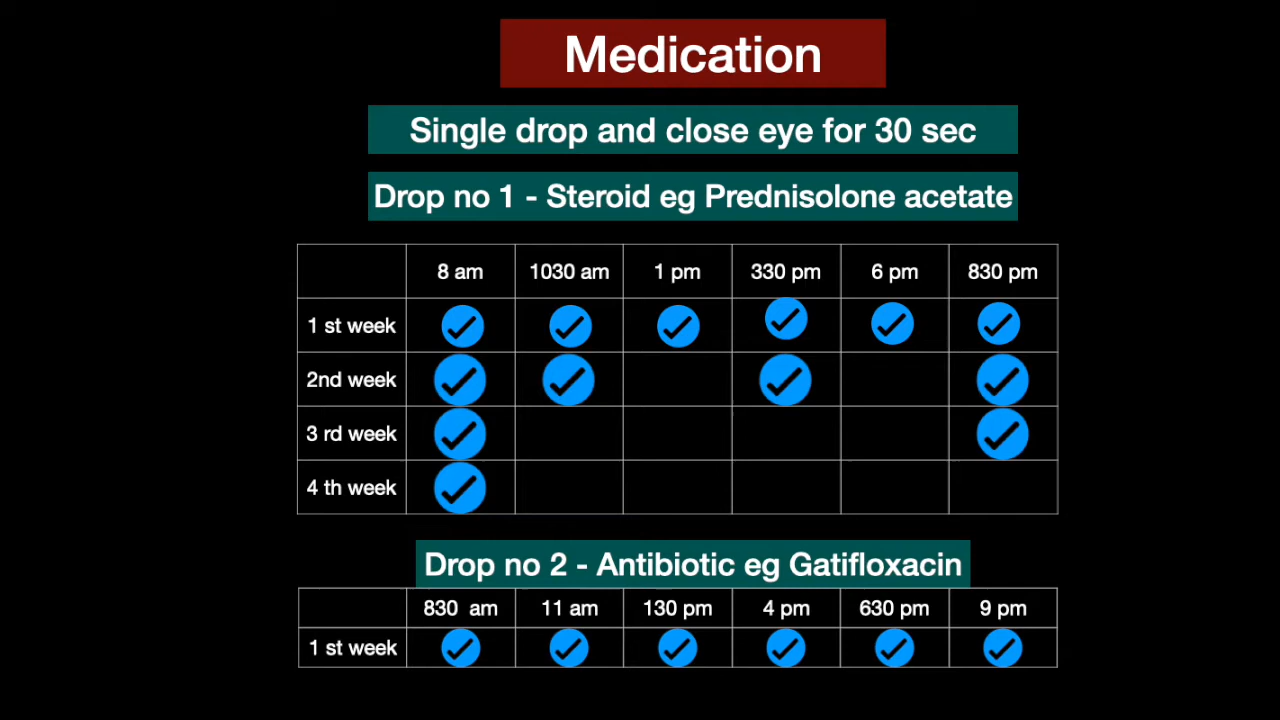 Medication
Single drop and close eye for 30 sec
Drop no 1 - Steroid eg Prednisolone acetate
8 am 1030 am 1 pm 330 pm 6 pm 830 pm
1 st week
2nd week
3 rd week
4 th week
Drop no 2 - Antibiotic eg Gatifloxacin
830 am 11 am 130 pm 4 pm 630 pm 9 pm
1 st week